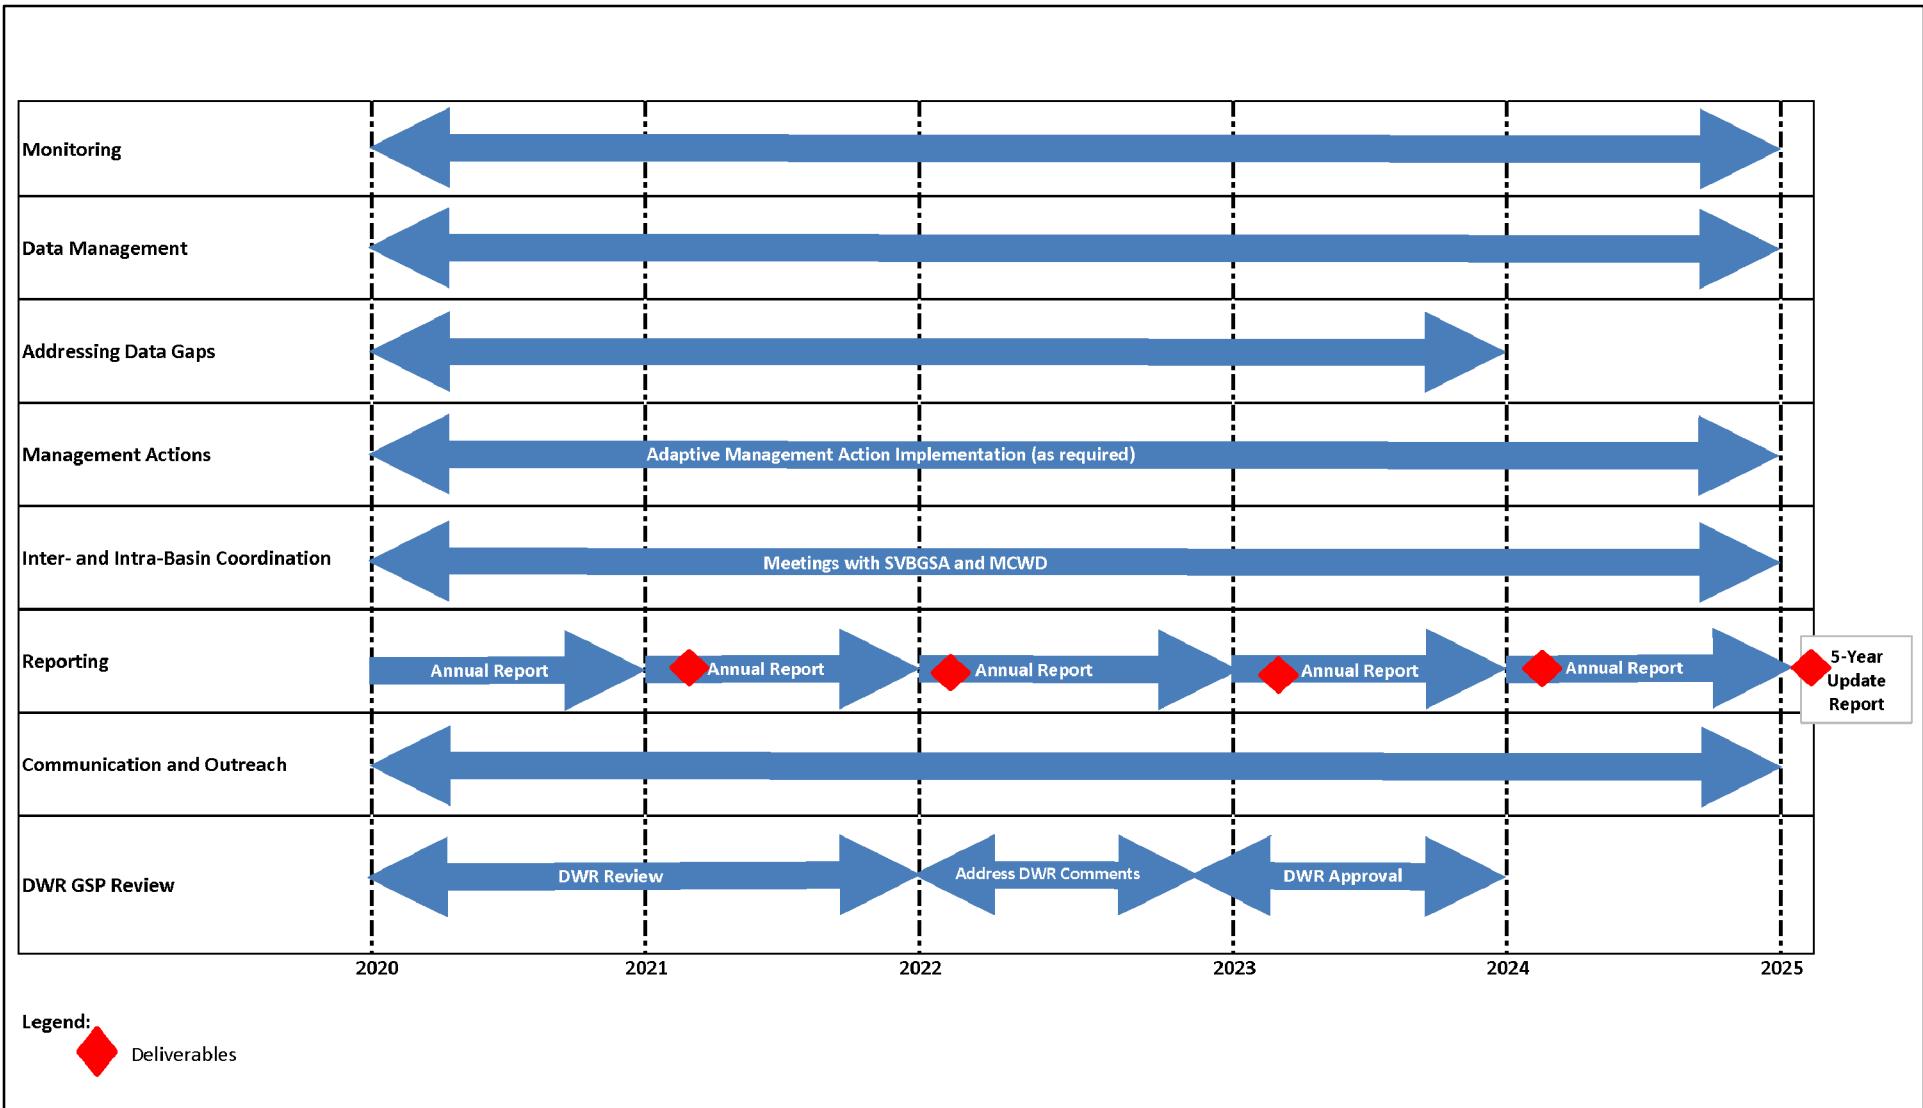 Monitoring
Data Management
Addressing Data Gaps
Management Actions
Adaptive Management Action Implementation (as required)
Inter- and Intra-Basin Coordination
Meetings with SVBGSA and MCWD
Reporting
Annual Report
Annual Report
Annual Report
Annual Report
Annual Report
5-Year
Update
Report
Communication and Outreach
DWR GSP Review
DWR Review
Address DWR Comments
DWR Approval
2020
2021
2022
2023
2024
2025
Legend:
Deliverables